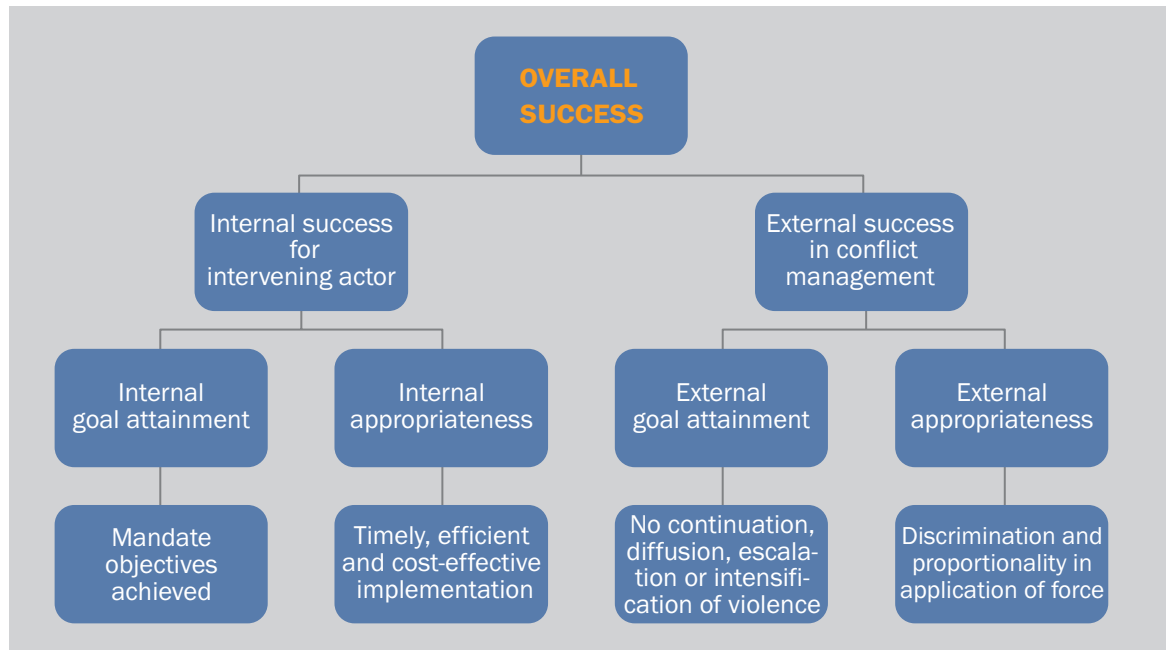 OVERALL
SUCCESS
Internal success
for
intervening actor
External success
in conflict
management
Internal
goal attainment
Internal
appropriateness
External
goal attainment
External
appropriateness
Mandate
objectives
achieved
Timely, efficient
and cost-effective
implementation
No continuation,
diffusion, escala-
tion or intensifi-
cation of violence
Discrimination and
proportionality in
application of force